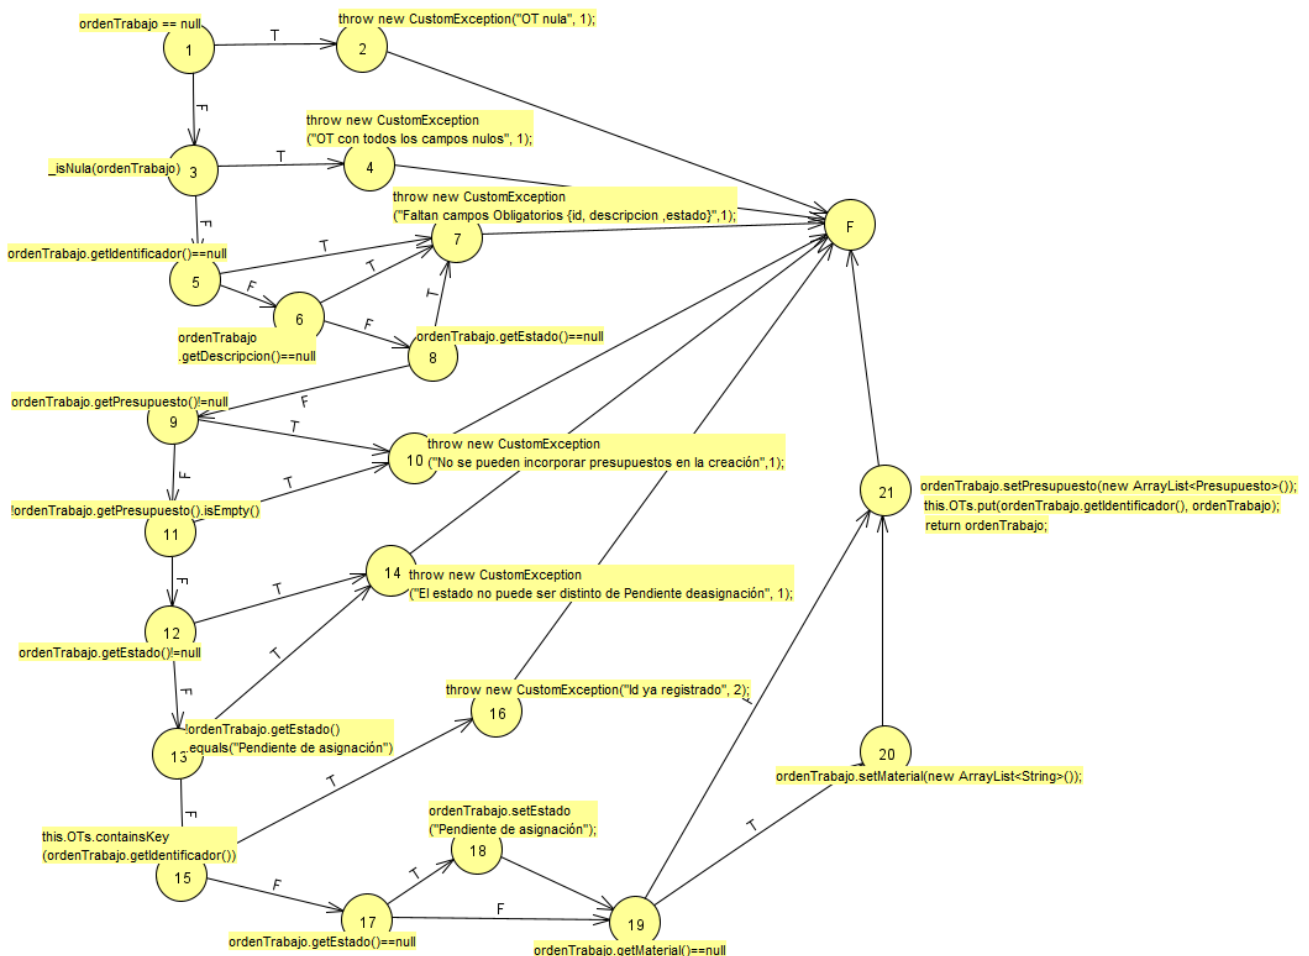 ordenTrabajo == null
throw new CustomException("OT nula", 1);
1
T
2
F
throw new CustomException
("OT con todos los campos nulos", 1);
_isNula(ordenTrabajo)
3
T
4
F
throw new CustomException
("Faltan campos Obligatorios {id, descripcion ,estado}",1);
F
ordenTrabajo.getIdentificador()==null
5
T
7
F
T
6
F
T
ordenTrabajo
.getDescripcion()==null
ordenTrabajo.getEstado()==null
8
F
ordenTrabajo.getPresupuesto()!=null
9
T
F
10
throw new CustomException
("No se pueden incorporar presupuestos en la creación",1);
T
!ordenTrabajo.getPresupuesto().isEmpty()
11
21
ordenTrabajo.setPresupuesto(new ArrayList<Presupuesto>());
this.OTs.put(ordenTrabajo.getIdentificador(), ordenTrabajo);
return ordenTrabajo;
F
T
14
throw new CustomException
("El estado no puede ser distinto de Pendiente deasignación", 1);
12
ordenTrabajo.getEstado()!=null
T
F
throw new CustomException("Id ya registrado", 2);
16
F
13
!ordenTrabajo.getEstado()
.equals("Pendiente de asignación")
20
ordenTrabajo.setMaterial(new ArrayList<String>());
T
F
T
this.OTs.containsKey
(ordenTrabajo.getIdentificador())
15
ordenTrabajo.setEstado
("Pendiente de asignación");
18
F
T
17
F
19
ordenTrabajo.getEstado()==null
ordenTrabajo.getMaterial()==null